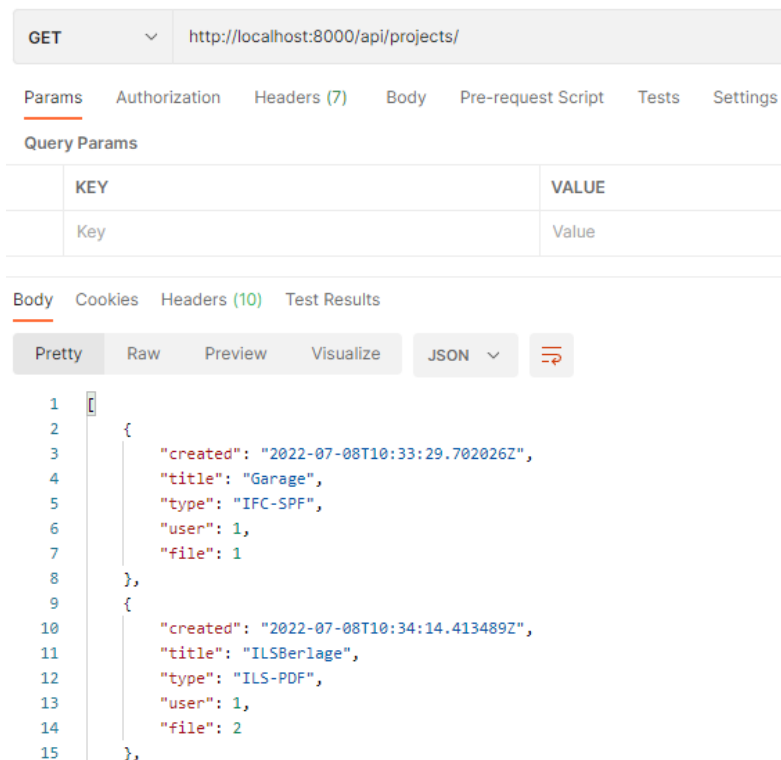 GET http://localhost:8000/api/projects/
Params Authorization Headers (7) Body Pre-request Script Tests Settings
Query Params
KEY VALUE
Key Value
Body Cookies Headers (10) Test Results
Pretty Raw Preview Visualize JSON
1 [
2 {
3 "created": "2022-07-08T10:33:29.702026Z",
4 "title": "Garage",
5 "type": "IFC-SPF",
6 "user": 1,
7 "file": 1
8 },
9 {
10 "created": "2022-07-08T10:34:14.413489Z",
11 "title": "ILSBerlage",
12 "type": "ILS-PDF",
13 "user": 1,
14 "file": 2
15 },